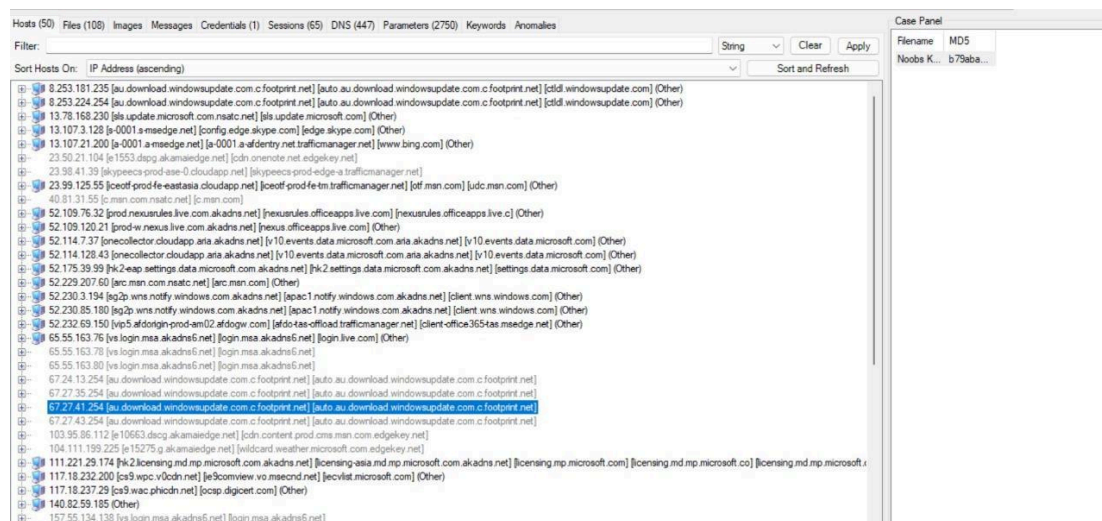 Hosts (50) Files (108) Images Messages Credentials (1) Sessions (65) DNS (447) Parameters (2750) Keywords Anomalies
Filter: String Clear Apply
Sort Hosts On: IP Address (ascending) Sort and Refresh
8.253.181.235 [au.download.windowsupdate.com.c.footprint.net] [auto.au.download.windowsupdate.com.c.footprint.net] [ctldl.windowsupdate.com] (Other)
8.253.224.254 [au.download.windowsupdate.com.c.footprint.net] [auto.au.download.windowsupdate.com.c.footprint.net] [ctldl.windowsupdate.com] (Other)
13.78.168.230 [sls.update.microsoft.com.nsatc.net] [sls.update.microsoft.com] (Other)
13.107.3.128 [s-0001.s-msedge.net] [config.edge.skype.com] [edge.skype.com] (Other)
13.107.21.200 [a-0001.a-msedge.net] [a-0001.a-afdentry.net.trafficmanager.net] [www.bing.com] (Other)
23.50.21.104 [e1553.dspg.akamaiedge.net] [cdn.onenote.net.edgekey.net]
23.98.41.39 [skypeecs-prod-ase-0.cloudapp.net] [skypeecs-prod-edge-a.trafficmanager.net]
23.99.125.55 [iceotf-prod-fe-eastasia.cloudapp.net] [iceotf-prod-fe-tm.trafficmanager.net] [otf.msn.com] [udc.msn.com] (Other)
40.81.31.55 [c.msn.com.nsatc.net] [c.msn.com]
52.109.76.32 [prod.nexusrules.live.com.akadns.net] [nexusrules.officeapps.live.com] [nexusrules.officeapps.live.c] (Other)
52.109.120.21 [prod-w.nexus.live.com.akadns.net] [nexus.officeapps.live.com] (Other)
52.114.7.37 [onecollector.cloudapp.aria.akadns.net] [v10.events.data.microsoft.com.aria.akadns.net] [v10.events.data.microsoft.com] (Other)
52.114.128.43 [onecollector.cloudapp.aria.akadns.net] [v10.events.data.microsoft.com.aria.akadns.net] [v10.events.data.microsoft.com] (Other)
52.175.39.99 [hk2-eap.settings.data.microsoft.com.akadns.net] [hk2.settings.data.microsoft.com.akadns.net] [settings.data.microsoft.com] (Other)
52.229.207.60 [arc.msn.com.nsatc.net] [arc.msn.com] (Other)
52.230.3.194 [sg2p.wns.notify.windows.com.akadns.net] [apac1.notify.windows.com.akadns.net] [client.wns.windows.com] (Other)
52.230.85.180 [sg2p.wns.notify.windows.com.akadns.net] [apac1.notify.windows.com.akadns.net] [client.wns.windows.com] (Other)
52.232.69.150 [vip5.afdorigin-prod-am02.afdogw.com] [afdo-tas-offload.trafficmanager.net] [client-office365-tas.msedge.net] (Other)
65.55.163.76 [vs.login.msa.akadns6.net] [login.msa.akadns6.net] [login.live.com] (Other)
65.55.163.78 [vs.login.msa.akadns6.net] [login.msa.akadns6.net]
65.55.163.80 [vs.login.msa.akadns6.net] [login.msa.akadns6.net]
67.24.13.254 [au.download.windowsupdate.com.c.footprint.net] [auto.au.download.windowsupdate.com.c.footprint.net]
67.27.35.254 [au.download.windowsupdate.com.c.footprint.net] [auto.au.download.windowsupdate.com.c.footprint.net]
67.27.41.254 [au.download.windowsupdate.com.c.footprint.net] [auto.au.download.windowsupdate.com.c.footprint.net]
67.27.43.254 [au.download.windowsupdate.com.c.footprint.net] [auto.au.download.windowsupdate.com.c.footprint.net]
103.95.86.112 [e10663.dscg.akamaiedge.net] [cdn.content.prod.cms.msn.com.edgekey.net]
104.111.199.225 [e15275.g.akamaiedge.net] [wildcard.weather.microsoft.com.edgekey.net]
111.221.29.174 [hk2.licensing.md.mp.microsoft.com.akadns.net] [licensing-asia.md.mp.microsoft.com.akadns.net] [licensing.mp.microsoft.com] [licensing.md.mp.microsoft.co] [licensing.md.mp.microsoft.c
117.18.232.200 [cs9.wpc.v0cdn.net] [ie9comview.vo.msecnd.net] [iecvlist.microsoft.com] (Other)
117.18.237.29 [cs9.wac.phicdn.net] [ocsp.digicert.com] (Other)
140.82.59.185 (Other)
157.55.134.138 [vs.login.msa.akadns6.net] [login.msa.akadns6.net]
Case Panel
Filename MD5
Noobs K... b79aba...